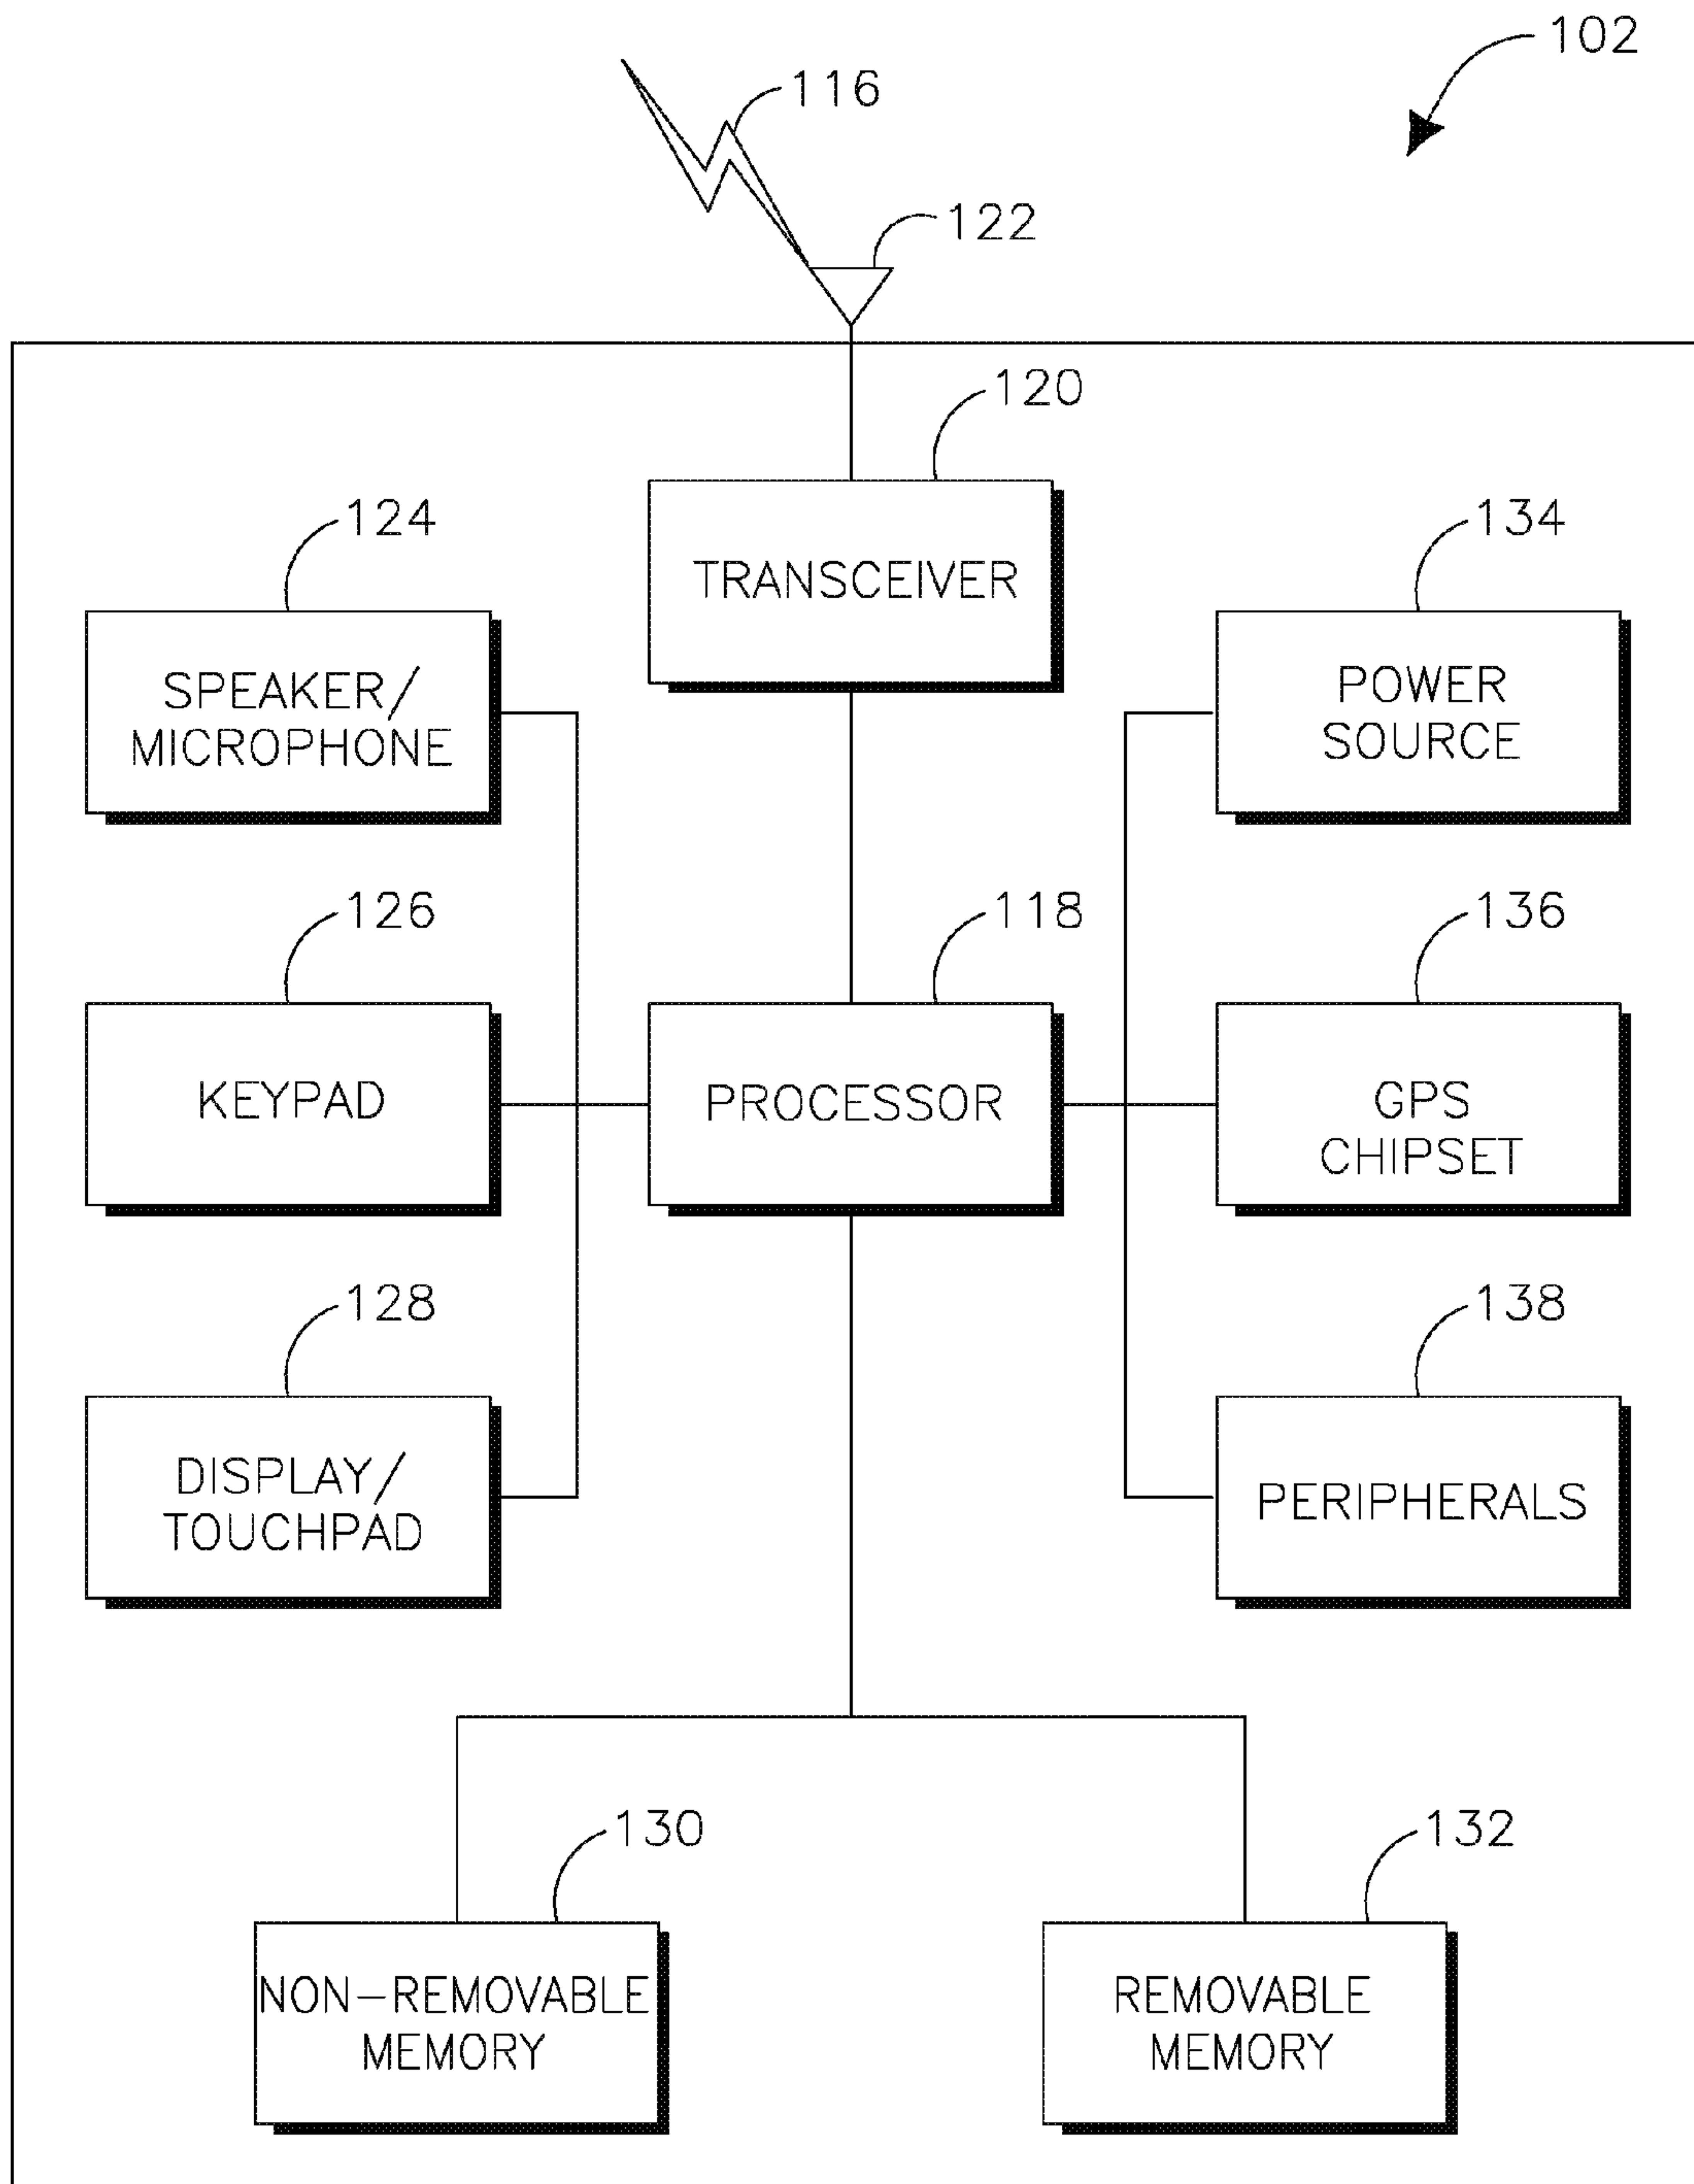 102
116
122
120
TRANSCEIVER
124
SPEAKER/
MICROPHONE
134
POWER
SOURCE
126
KEYPAD
118
PROCESSOR
136
GPS
CHIPSET
128
DISPLAY/
TOUCHPAD
138
PERIPHERALS
130
NON-REMOVABLE
MEMORY
132
REMOVABLE
MEMORY